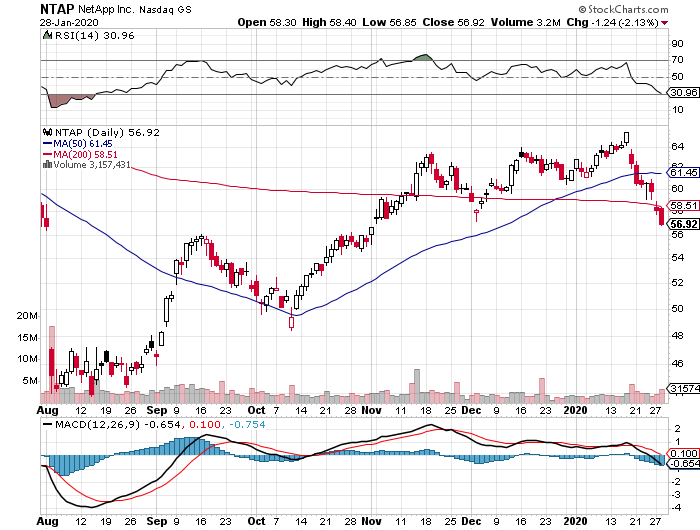 NTAP NetApp Inc. Nasdaq GS © StockCharts.com
28-Jan-2020 Open 58.30 High 58.40 Low 56.85 Close 56.92 Volume 3.2M Chg -1.24 (-2.13%)
RSI(14) 30.96
90
70
50
30.96
10
NTAP (Daily) 56.92
MA(50) 61.45
MA(200) 58.51
Volume 3,157,431
64
62
61.45
60
58.51
58
56.92
56
54
52
50
48
46
44
20M
15M
10M
5M
31574
Aug 12 19 26 Sep 9 16 23 Oct 7 14 21 28 Nov 11 18 25 Dec 9 16 23 2020 13 21 27
MACD(12,26,9) -0.654, 0.100, -0.754
2
1
0.100
-0.654
-2
-3
-4
Aug 12 19 26 Sep 9 16 23 Oct 7 14 21 28 Nov 11 18 25 Dec 9 16 23 2020 13 21 27